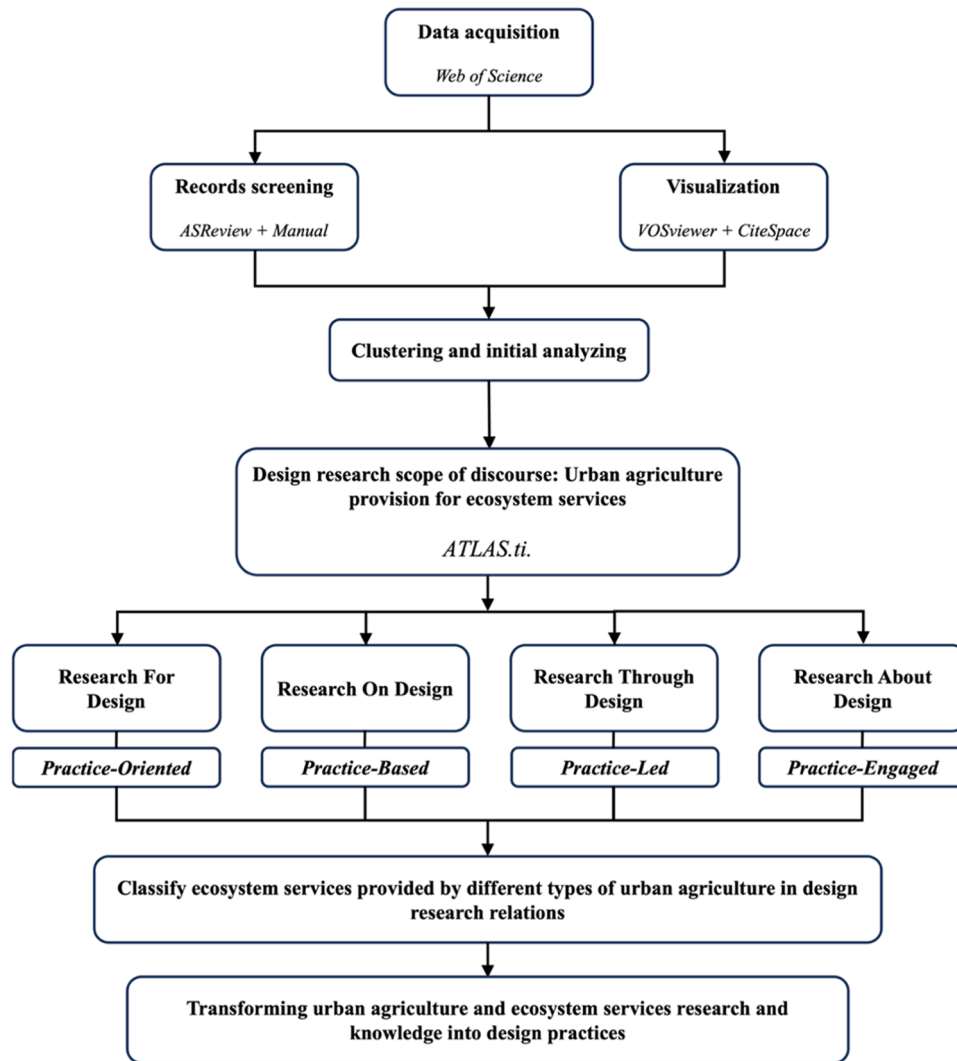 Data acquisition
Web of Science
Records screening
ASReview + Manual
Visualization
VOSviewer + CiteSpace
Clustering and initial analyzing
Design research scope of discourse: Urban agriculture
provision for ecosystem services
ATLAS.ti.
Research For
Design
Research On Design
Research Through
Design
Research About
Design
Practice-Oriented
Practice-Based
Practice-Led
Practice-Engaged
Classify ecosystem services provided by different types of urban agriculture in design
research relations
Transforming urban agriculture and ecosystem services research and
knowledge into design practices